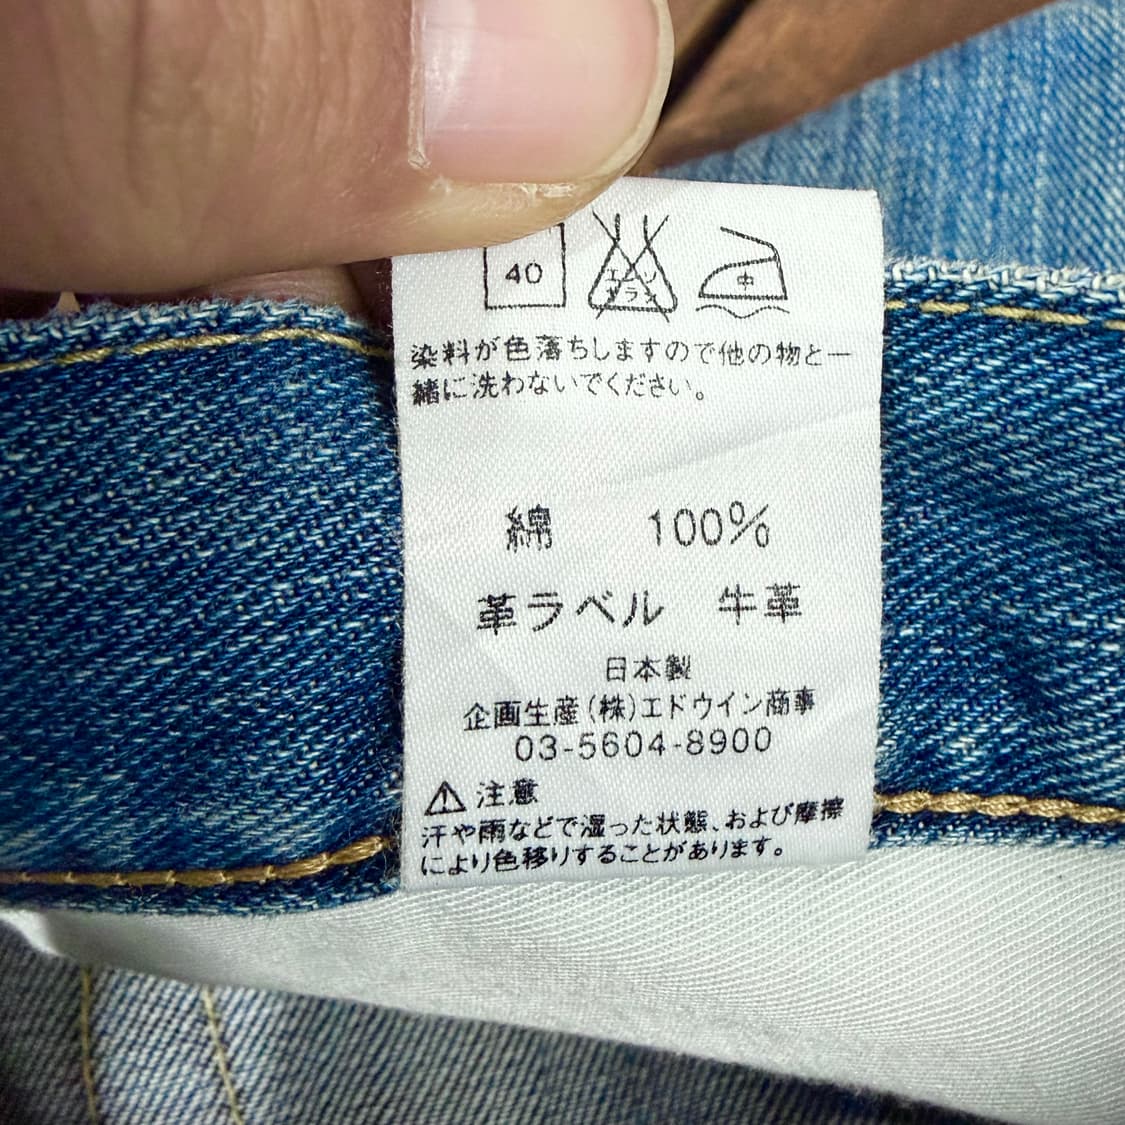 40
エンソ
サラシ
中
染料が色落ちしますので他の物と一
緒に洗わないでください。
綿 100%
革ラベル 牛革
日本製
企画生産(株)エドウイン商事
03-5604-8900
注意
汗や雨などで湿った状態、および摩擦
により色移りすることがあります。